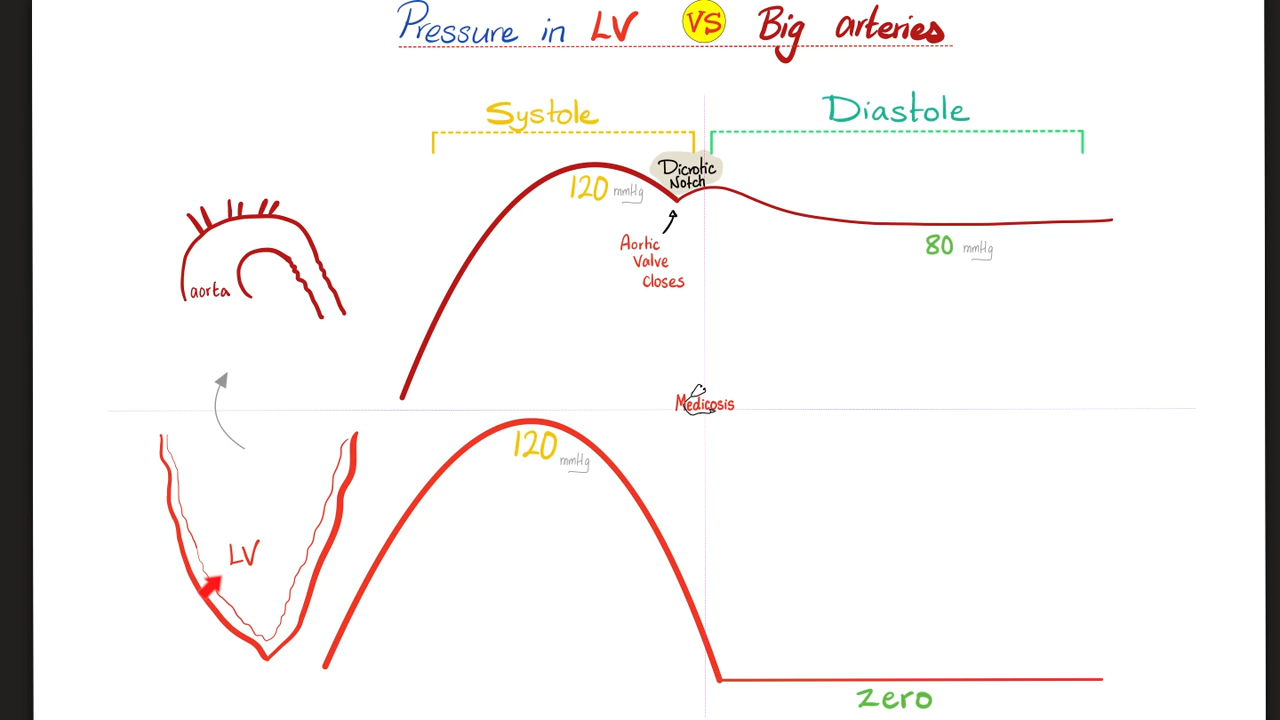 Pressure in LV VS Big arteries
Systole
Diastole
Dicrotic
Notch
120 mmHg
Aortic
Valve
Closes
80 mmHg
aorta
Medicosis
120 mmHg
LV
Zero